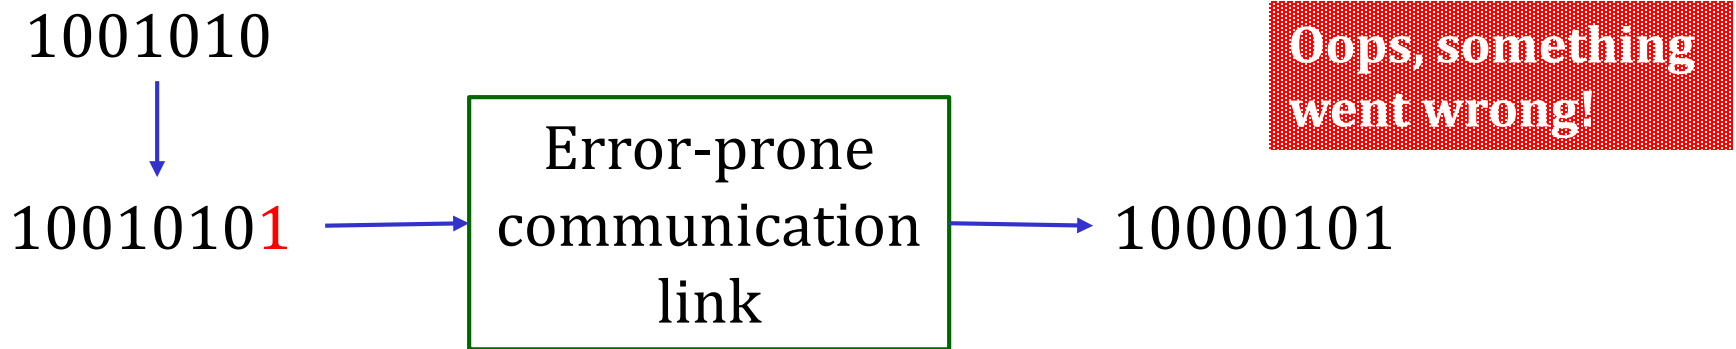 1001010
Oops, something
went wrong!
Error-prone
10010101
communication
10000101
link